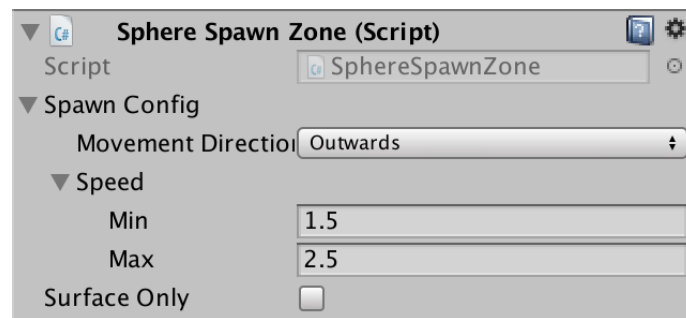 Sphere Spawn Zone (Script)
Script SphereSpawnZone
Spawn Config
Movement Direction Outwards
Speed
Min 1.5
Max 2.5
Surface Only